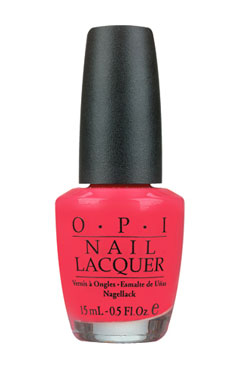 O · P · I
NAIL
LACQUER
Vernis à Ongles - Esmalte de Uñas
Nagellack
15 mL - 0.5 Fl. Oz. e